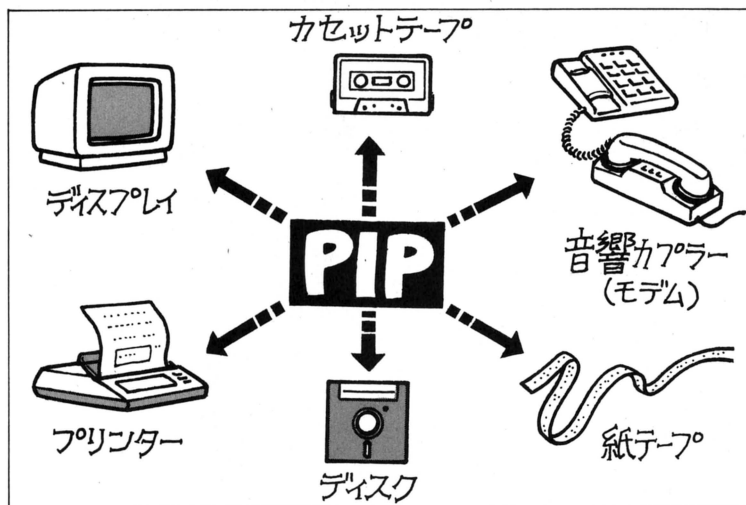 カセットテープ
ディスプレイ
音響カプラー
(モデム)
PIP
プリンター
ディスク
紙テープ